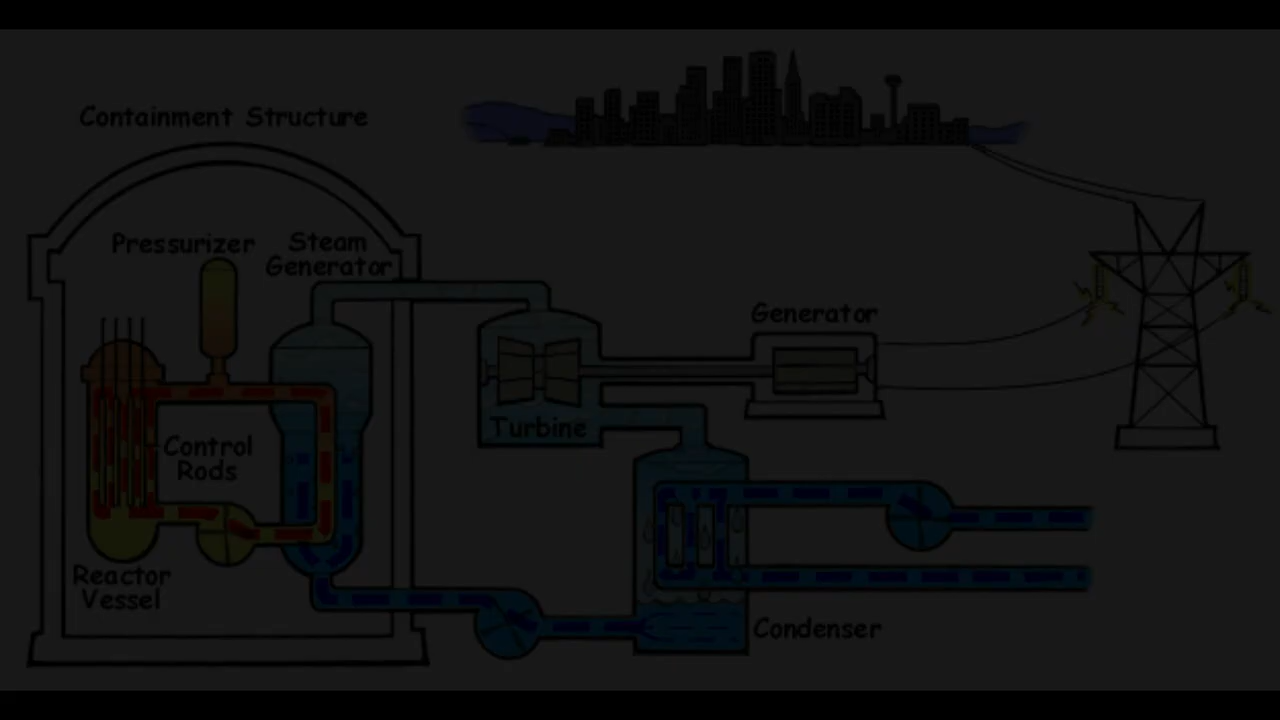 Containment Structure
Pressurizer
Steam
Generator
Generator
Turbine
Control
Rods
Reactor
Vessel
Condenser